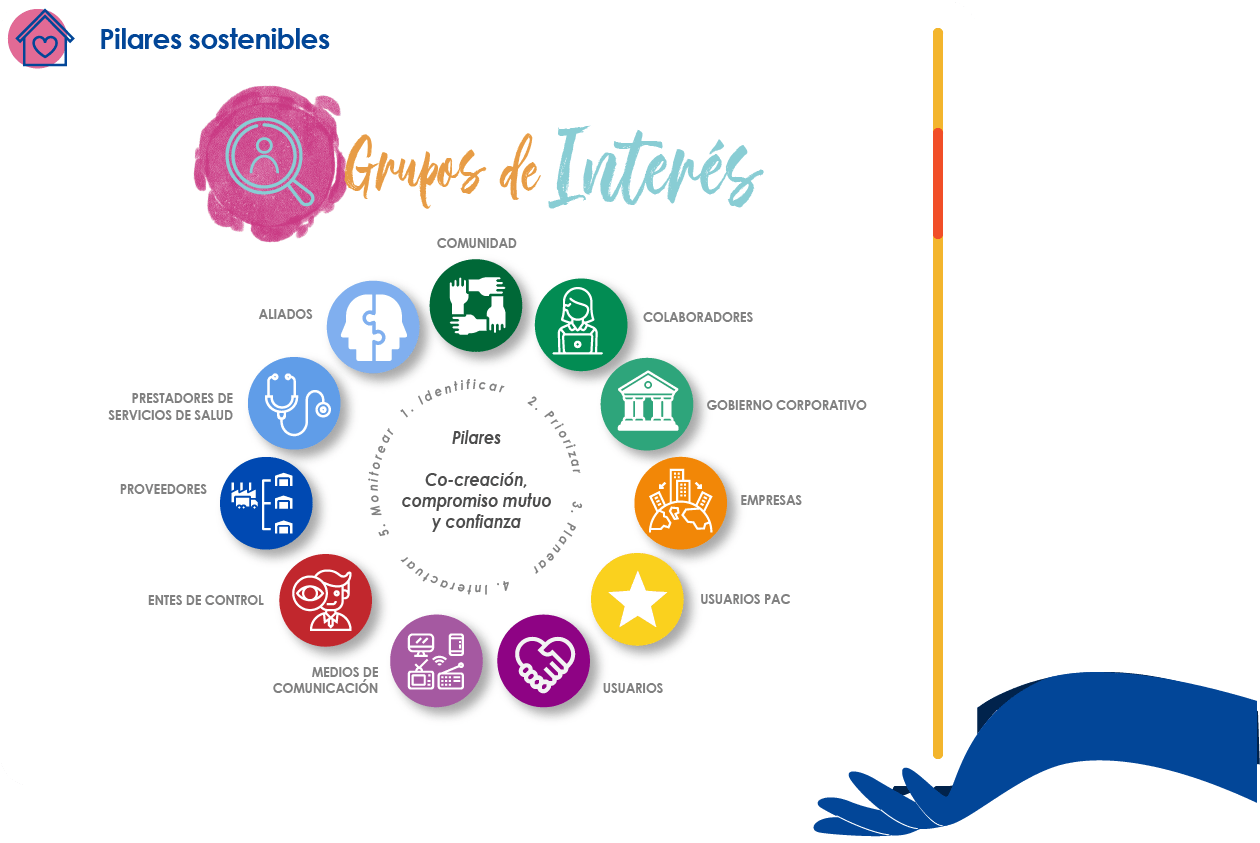 Pilares sostenibles
Grupos de Interés
COMUNIDAD
COLABORADORES
GOBIERNO CORPORATIVO
EMPRESAS
USUARIOS PAC
USUARIOS
MEDIOS DE
COMUNICACIÓN
ENTES DE CONTROL
PROVEEDORES
PRESTADORES DE
SERVICIOS DE SALUD
ALIADOS
1. Identificar
2. Priorizar
3. Planear
4. Interactuar
5. Monitorear
Pilares
Co-creación,
compromiso mutuo
y confianza